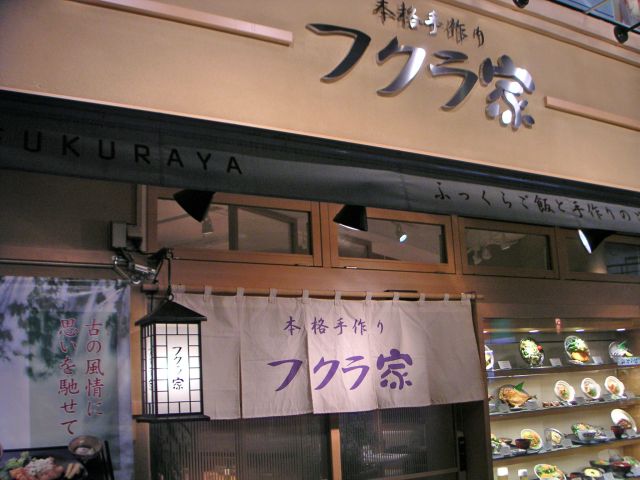 本格手作り
フクラ家
FUKURAYA
ふっくらご飯と手作りの
古の風情に
思いを馳せて
フクラ家
本格手作り
フクラ家